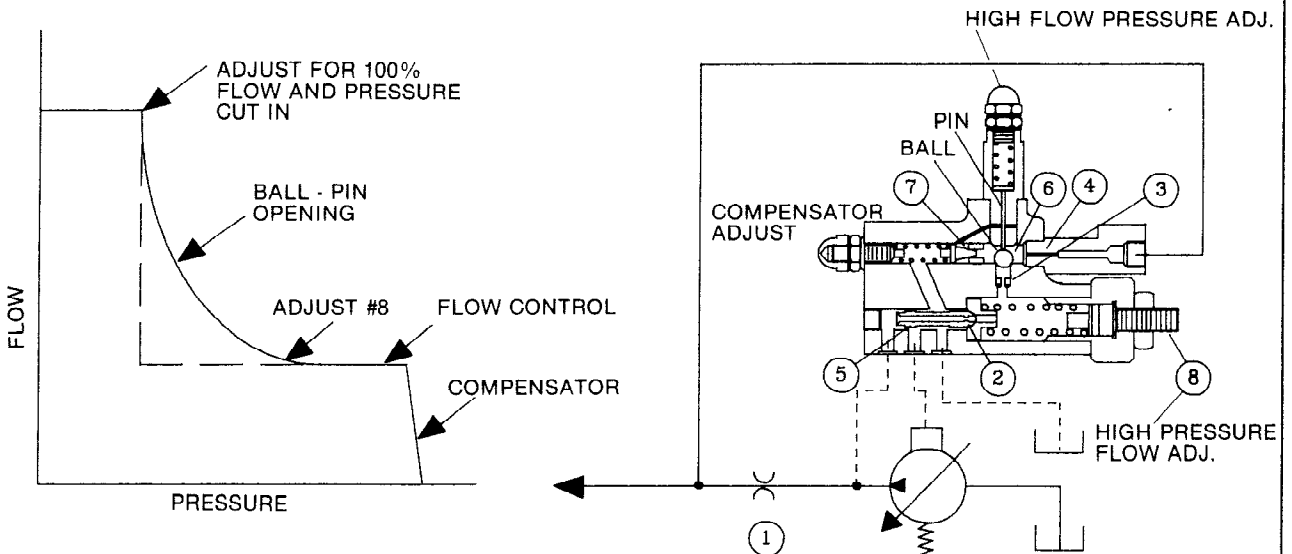 HIGH FLOW PRESSURE ADJ.
ADJUST FOR 100%
FLOW AND PRESSURE
CUT IN
PIN
BALL
BALL - PIN
OPENING
7
6
4
3
COMPENSATOR
ADJUST
FLOW
ADJUST #8
FLOW CONTROL
COMPENSATOR
5
2
8
HIGH PRESSURE
FLOW ADJ.
PRESSURE
1